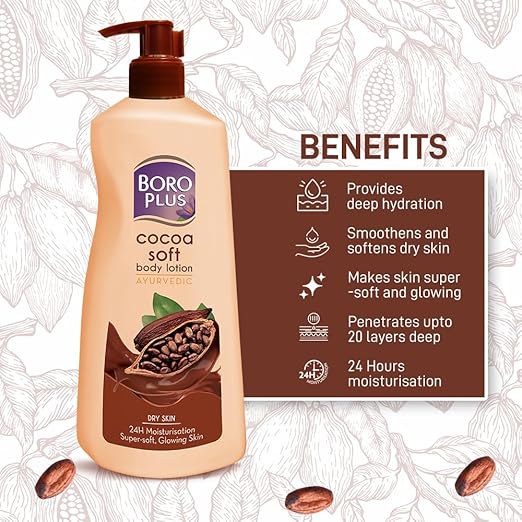 BORO
PLUS
cocoa
soft
body lotion
AYURVEDIC
DRY SKIN
24H Moisturisation
Super-soft, Glowing Skin
BENEFITS
Provides
deep hydration
Smoothens and
softens dry skin
Makes skin super
-soft and glowing
Penetrates upto
20 layers deep
24H
MOISTURISATION
24 Hours
moisturisation